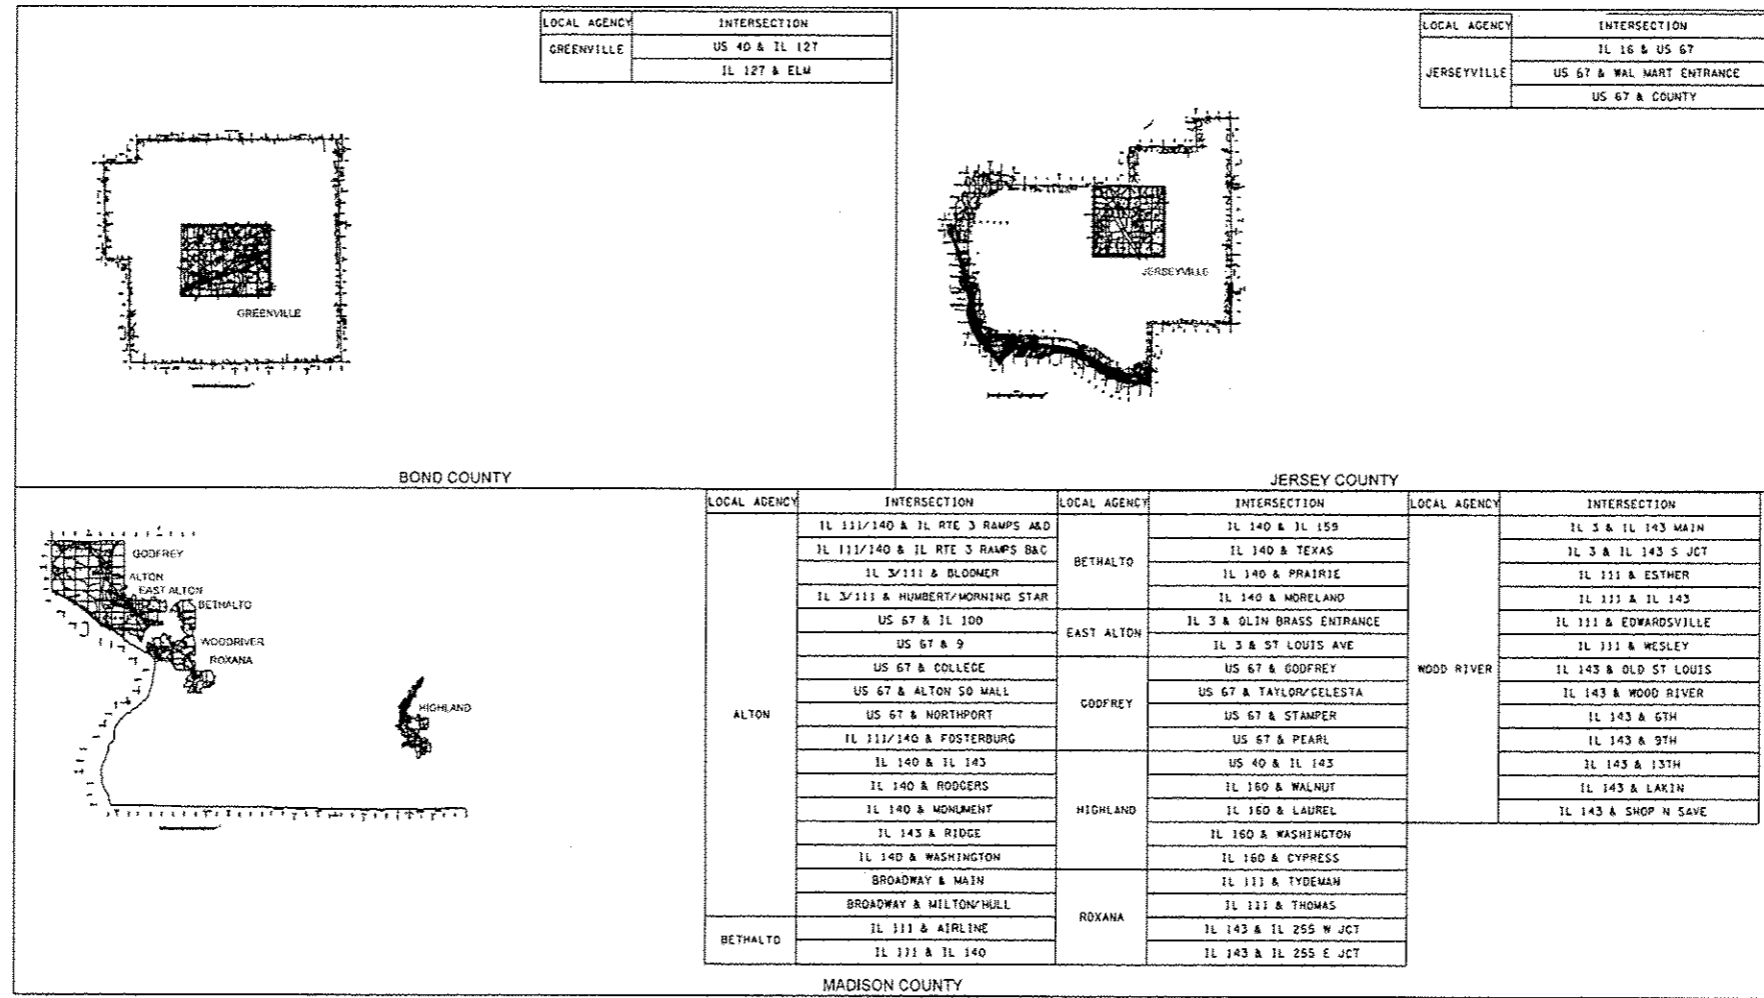 LOCAL AGENCY INTERSECTION
GREENVILLE US 40 & IL 127
IL 127 & ELM
GREENVILLE
BOND COUNTY
LOCAL AGENCY INTERSECTION
JERSEYVILLE IL 16 & US 67
US 67 & WAL MART ENTRANCE
US 67 & COUNTY
JERSEYVILLE
JERSEY COUNTY
GODFREY
ALTON
EAST ALTON
BETHALTO
WOODRIVER
ROXANA
HIGHLAND
LOCAL AGENCY INTERSECTION
ALTON
IL 111/140 & IL RTE 3 RAMPS A&D
IL 111/140 & IL RTE 3 RAMPS B&C
IL 3/111 & BLOOMER
IL 3/111 & HUMBERT/MORNING STAR
US 67 & IL 100
US 67 & 9
US 67 & COLLEGE
US 67 & ALTON SQ MALL
US 67 & NORTHPORT
IL 111/140 & FOSTERBURG
IL 140 & IL 143
IL 140 & RODGERS
IL 140 & MONUMENT
IL 143 & RIDGE
IL 140 & WASHINGTON
BROADWAY & MAIN
BROADWAY & MILTON/HULL
BETHALTO
IL 111 & AIRLINE
IL 111 & IL 140
LOCAL AGENCY INTERSECTION
BETHALTO
IL 140 & IL 159
IL 140 & TEXAS
IL 140 & PRAIRIE
IL 140 & MORELAND
EAST ALTON
IL 3 & OLIN BRASS ENTRANCE
IL 3 & ST LOUIS AVE
GODFREY
US 67 & GODFREY
US 67 & TAYLOR/CELESTA
US 67 & STAMPER
US 67 & PEARL
HIGHLAND
US 40 & IL 143
IL 160 & WALNUT
IL 160 & LAUREL
IL 160 & WASHINGTON
IL 160 & CYPRESS
ROXANA
IL 111 & TYDEMAN
IL 111 & THOMAS
IL 143 & IL 255 W JCT
IL 143 & IL 255 E JCT
LOCAL AGENCY INTERSECTION
WOOD RIVER
IL 3 & IL 143 MAIN
IL 3 & IL 143 S JCT
IL 111 & ESTHER
IL 111 & IL 143
IL 111 & EDWARDSVILLE
IL 111 & WESLEY
IL 143 & OLD ST LOUIS
IL 143 & WOOD RIVER
IL 143 & 6TH
IL 143 & 9TH
IL 143 & 13TH
IL 143 & LAKIN
IL 143 & SHOP N SAVE
MADISON COUNTY